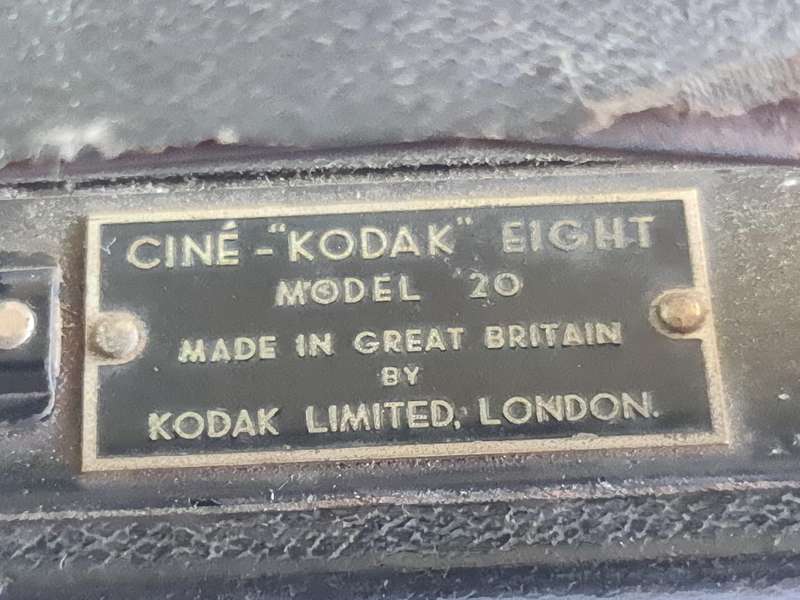 CINÉ-"KODAK" EIGHT
MODEL 20
MADE IN GREAT BRITAIN
BY
KODAK LIMITED, LONDON.